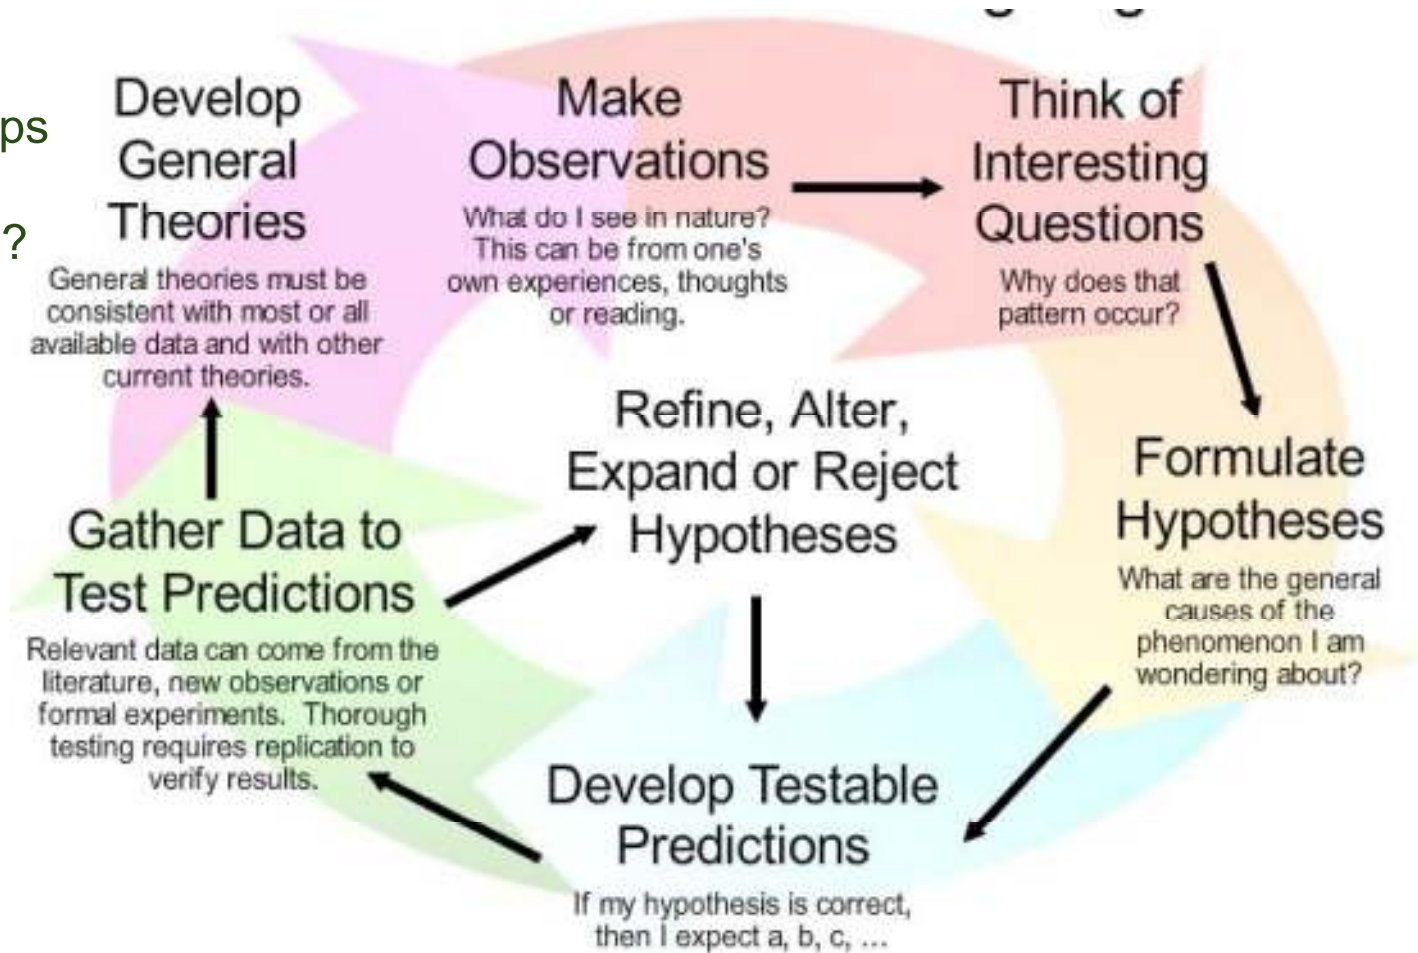 ps
?
Develop
General
Theories
General theories must be
consistent with most or all
available data and with other
current theories.
Make
Observations
What do I see in nature?
This can be from one's
own experiences, thoughts
or reading.
Think of
Interesting
Questions
Why does that
pattern occur?
Refine, Alter,
Expand or Reject
Hypotheses
Formulate
Hypotheses
What are the general
causes of the
phenomenon I am
wondering about?
Gather Data to
Test Predictions
Relevant data can come from the
literature, new observations or
formal experiments. Thorough
testing requires replication to
verify results.
Develop Testable
Predictions
If my hypothesis is correct,
then I expect a, b, c, ...